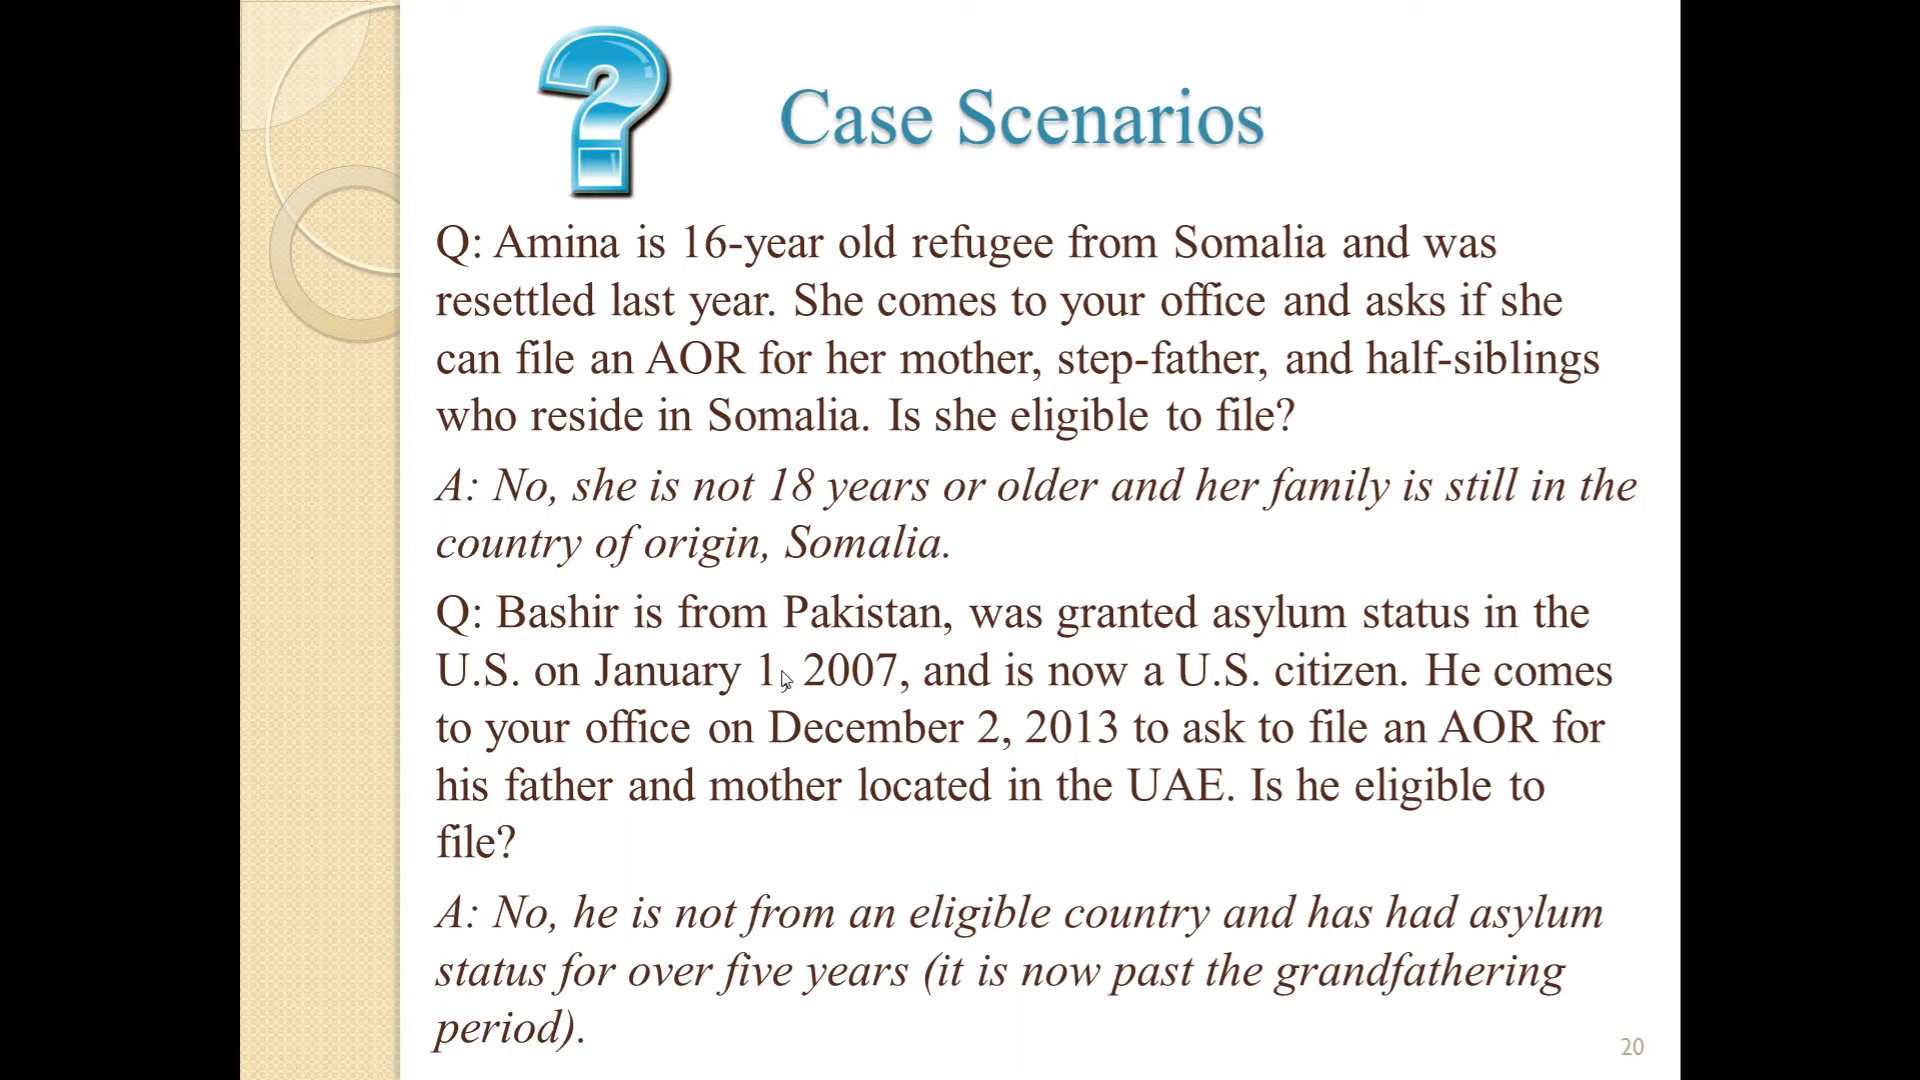 Case Scenarios
Q: Amina is 16-year old refugee from Somalia and was
resettled last year. She comes to your office and asks if she
can file an AOR for her mother, step-father, and half-siblings
who reside in Somalia. Is she eligible to file?
A: No, she is not 18 years or older and her family is still in the
country of origin, Somalia.
Q: Bashir is from Pakistan, was granted asylum status in the
U.S. on January 1, 2007, and is now a U.S. citizen. He comes
to your office on December 2, 2013 to ask to file an AOR for
his father and mother located in the UAE. Is he eligible to
file?
A: No, he is not from an eligible country and has had asylum
status for over five years (it is now past the grandfathering
period).
20